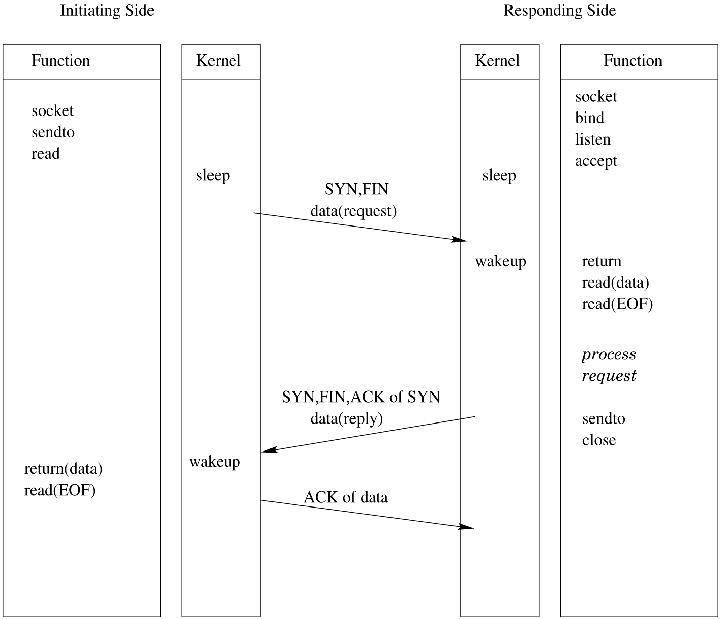 Initiating Side
Responding Side
Function
Kernel
Kernel
Function
socket
sendto
read
sleep
SYN,FIN
data(request)
sleep
socket
bind
listen
accept
wakeup
return
read(data)
read(EOF)
process
request
SYN,FIN,ACK of SYN
data(reply)
sendto
close
wakeup
return(data)
read(EOF)
ACK of data